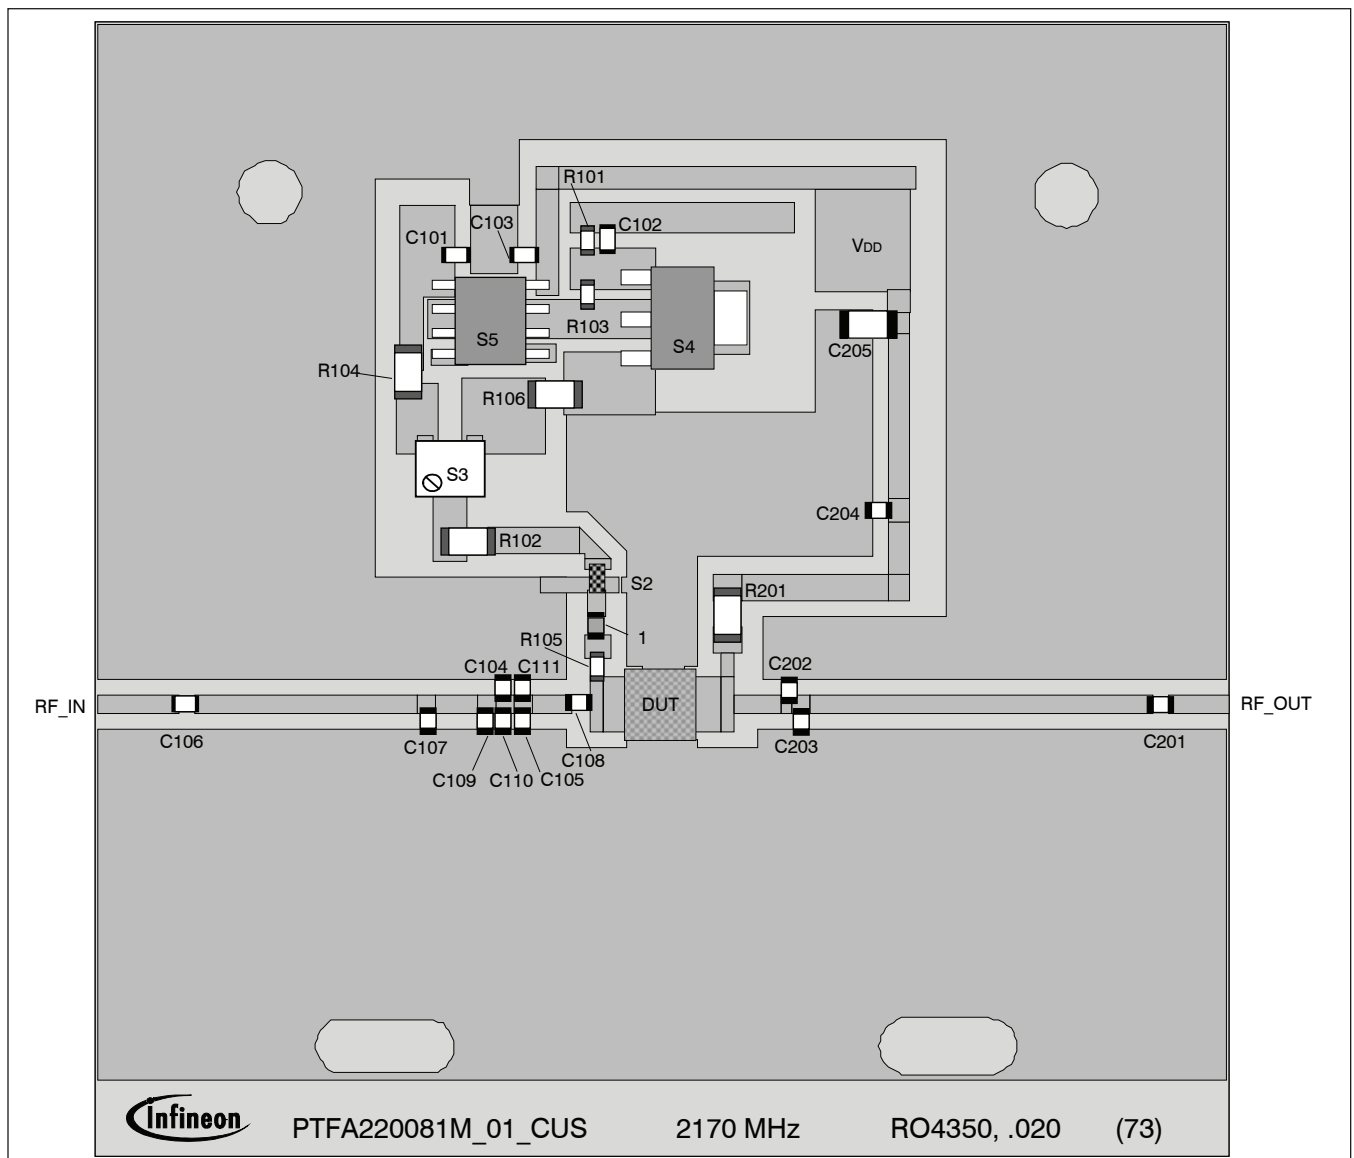 R101
C103
C102
C101
VDD
S5
R103
S4
C205
R104
R106
S3
C204
R102
S2
R201
R105
1
C104
C111
C202
RF_IN
DUT
RF_OUT
C106
C107
C108
C203
C201
C109
C110
C105
Infineon
PTFA220081M_01_CUS
2170 MHz
RO4350, .020
(73)